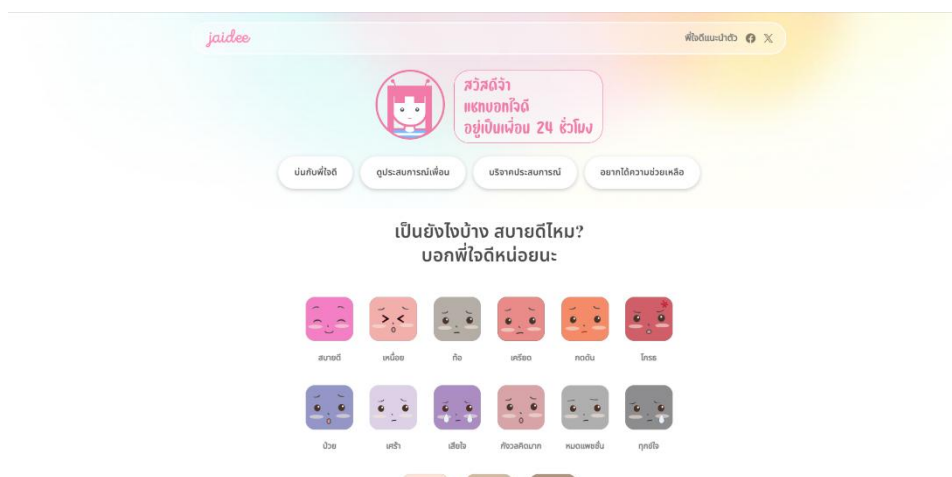 jaidee
พี่ใจดีแนะนำตัว
สวัสดีจ้า
แชทบอทใจดี
อยู่เป็นเพื่อน 24 ชั่วโมง
บ่นกับพี่ใจดี
ดูประสบการณ์เพื่อน
บริจาคประสบการณ์
อยากได้ความช่วยเหลือ
เป็นยังไงบ้าง สบายดีไหม?
บอกพี่ใจดีหน่อยนะ
สบายดี
เหนื่อย
ท้อ
เครียด
กดดัน
โกรธ
ป่วย
เศร้า
เสียใจ
กังวลคิดมาก
หมดแพชชั่น
ทุกข์ใจ